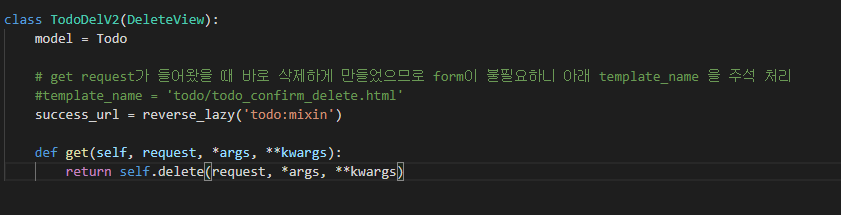 class TodoDelV2(DeleteView):
    model = Todo
    # get request가 들어왔을 때 바로 삭제하게 만들었으므로 form이 불필요하니 아래 template_name 을 주석 처리
    #template_name = 'todo/todo_confirm_delete.html'
    success_url = reverse_lazy('todo:mixin')
    def get(self, request, *args, **kwargs):
        return self.delete(request, *args, **kwargs)